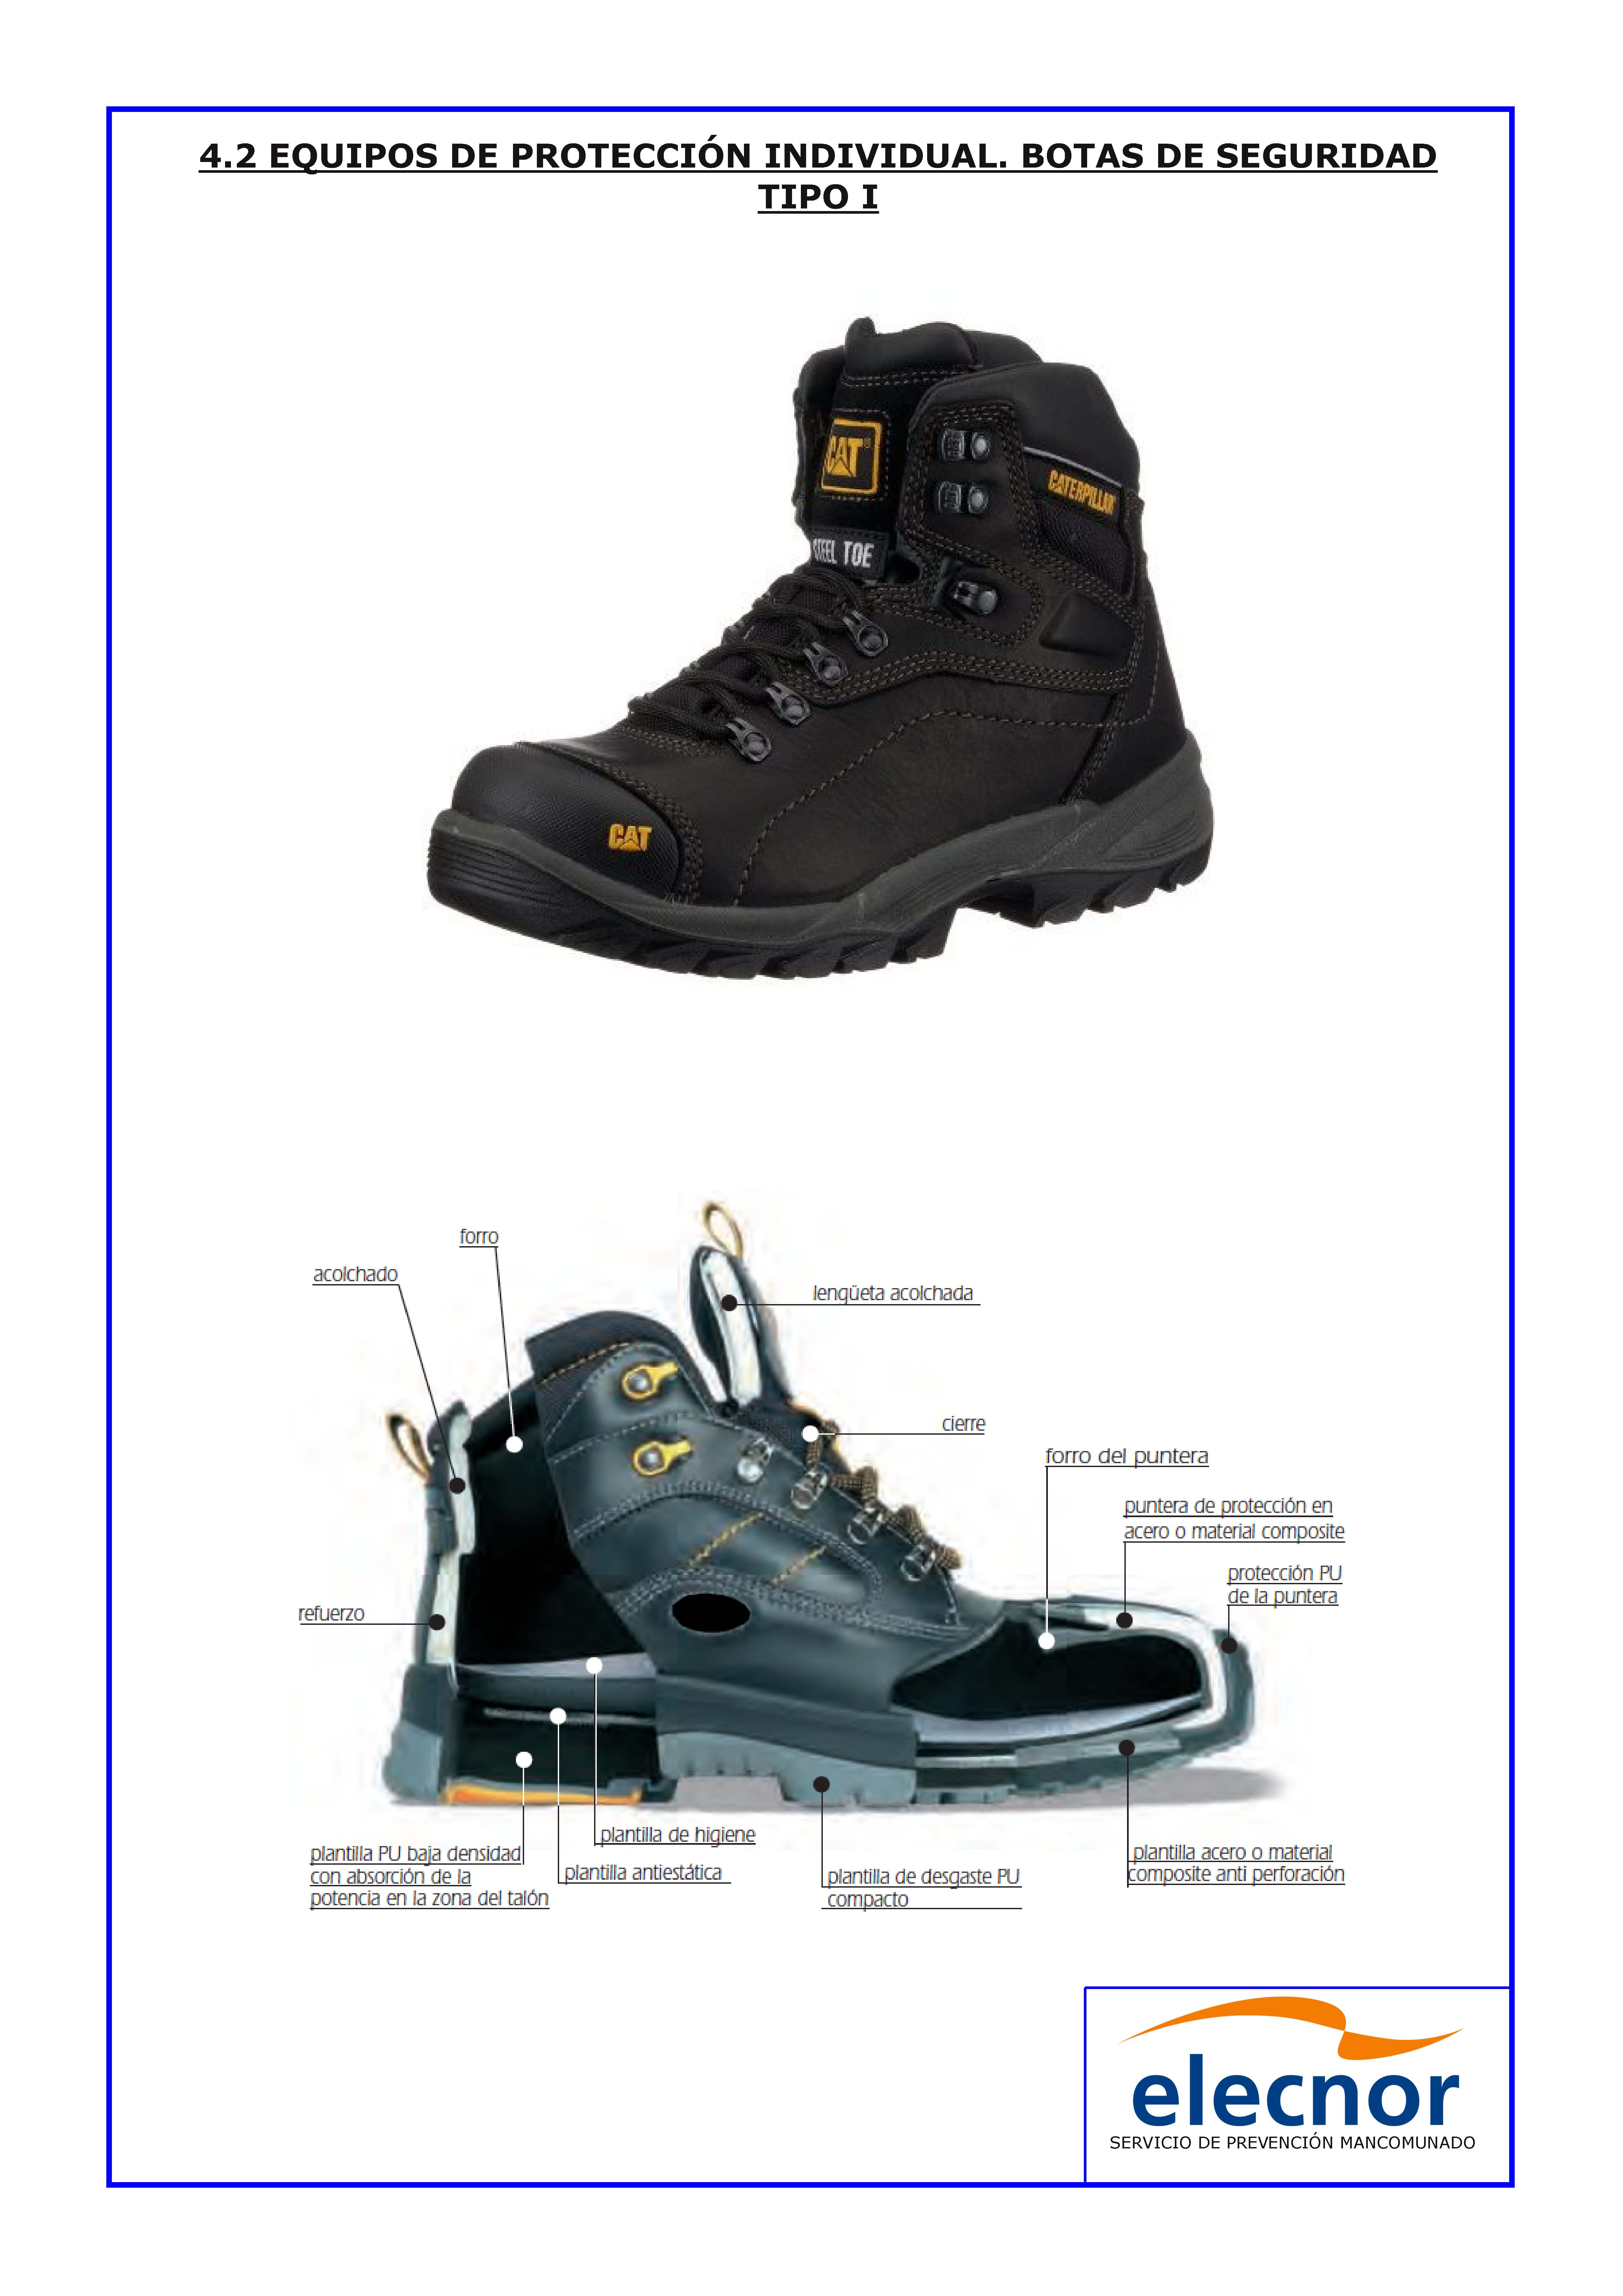 4.2 EQUIPOS DE PROTECCIÓN INDIVIDUAL. BOTAS DE SEGURIDAD
TIPO I
CAT®
CATERPILLAR
STEEL TOE
CAT
forro
acolchado
lengüeta acolchada
cierre
forro del puntera
puntera de protección en
acero o material composite
protección PU
de la puntera
refuerzo
plantilla de higiene
plantilla PU baja densidad
con absorción de la
potencia en la zona del talón
plantilla antiestática
plantilla de desgaste PU
compacto
plantilla acero o material
composite anti perforación
elecnor
SERVICIO DE PREVENCIÓN MANCOMUNADO